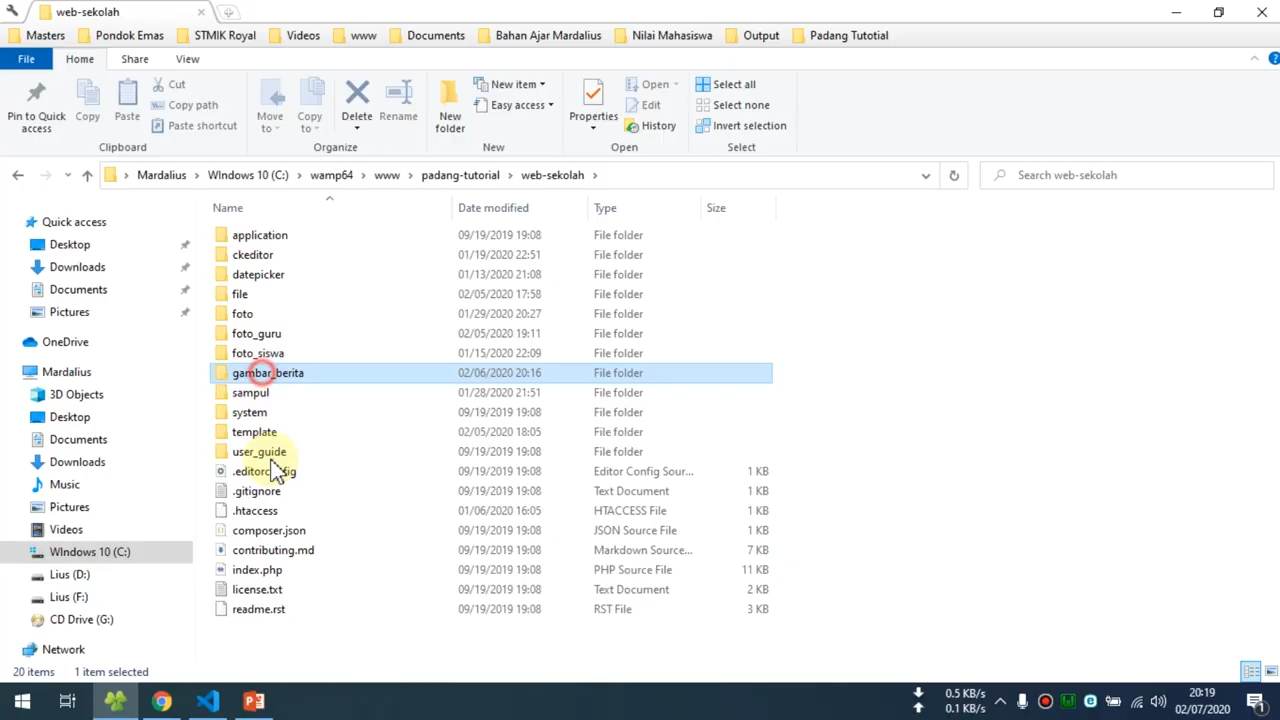 web-sekolah
Masters Pondok Emas STMIK Royal Videos www Documents Bahan Ajar Mardalius Nilai Mahasiswa Output Padang Tutorial
File Home Share View
Pin to Quick access
Copy
Paste
Cut
Copy path
Paste shortcut
Clipboard
Move to
Copy to
Delete
Rename
Organize
New folder
New item
Easy access
New
Properties
Open
Edit
History
Open
Select all
Select none
Invert selection
Select
Mardalius WIndows 10 (C:) wamp64 www padang-tutorial web-sekolah
Search web-sekolah
Quick access
Desktop
Downloads
Documents
Pictures
OneDrive
Mardalius
3D Objects
Desktop
Documents
Downloads
Music
Pictures
Videos
WIndows 10 (C:)
Lius (D:)
Lius (F:)
CD Drive (G:)
Network
Name Date modified Type Size
application 09/19/2019 19:08 File folder
ckeditor 01/19/2020 22:51 File folder
datepicker 01/13/2020 21:08 File folder
file 02/05/2020 17:58 File folder
foto 01/29/2020 20:27 File folder
foto_guru 02/05/2020 19:11 File folder
foto_siswa 01/15/2020 22:09 File folder
gambar_berita 02/06/2020 20:16 File folder
sampul 01/28/2020 21:51 File folder
system 09/19/2019 19:08 File folder
template 02/05/2020 18:05 File folder
user_guide 09/19/2019 19:08 File folder
.editorconfig 09/19/2019 19:08 Editor Config Sour... 1 KB
.gitignore 09/19/2019 19:08 Text Document 1 KB
.htaccess 01/06/2020 16:05 HTACCESS File 1 KB
composer.json 09/19/2019 19:08 JSON Source File 1 KB
contributing.md 09/19/2019 19:08 Markdown Source... 7 KB
index.php 09/19/2019 19:08 PHP Source File 11 KB
license.txt 09/19/2019 19:08 Text Document 2 KB
readme.rst 09/19/2019 19:08 RST File 3 KB
20 items 1 item selected
0.5 KB/s
0.1 KB/s
20:19
02/07/2020
1